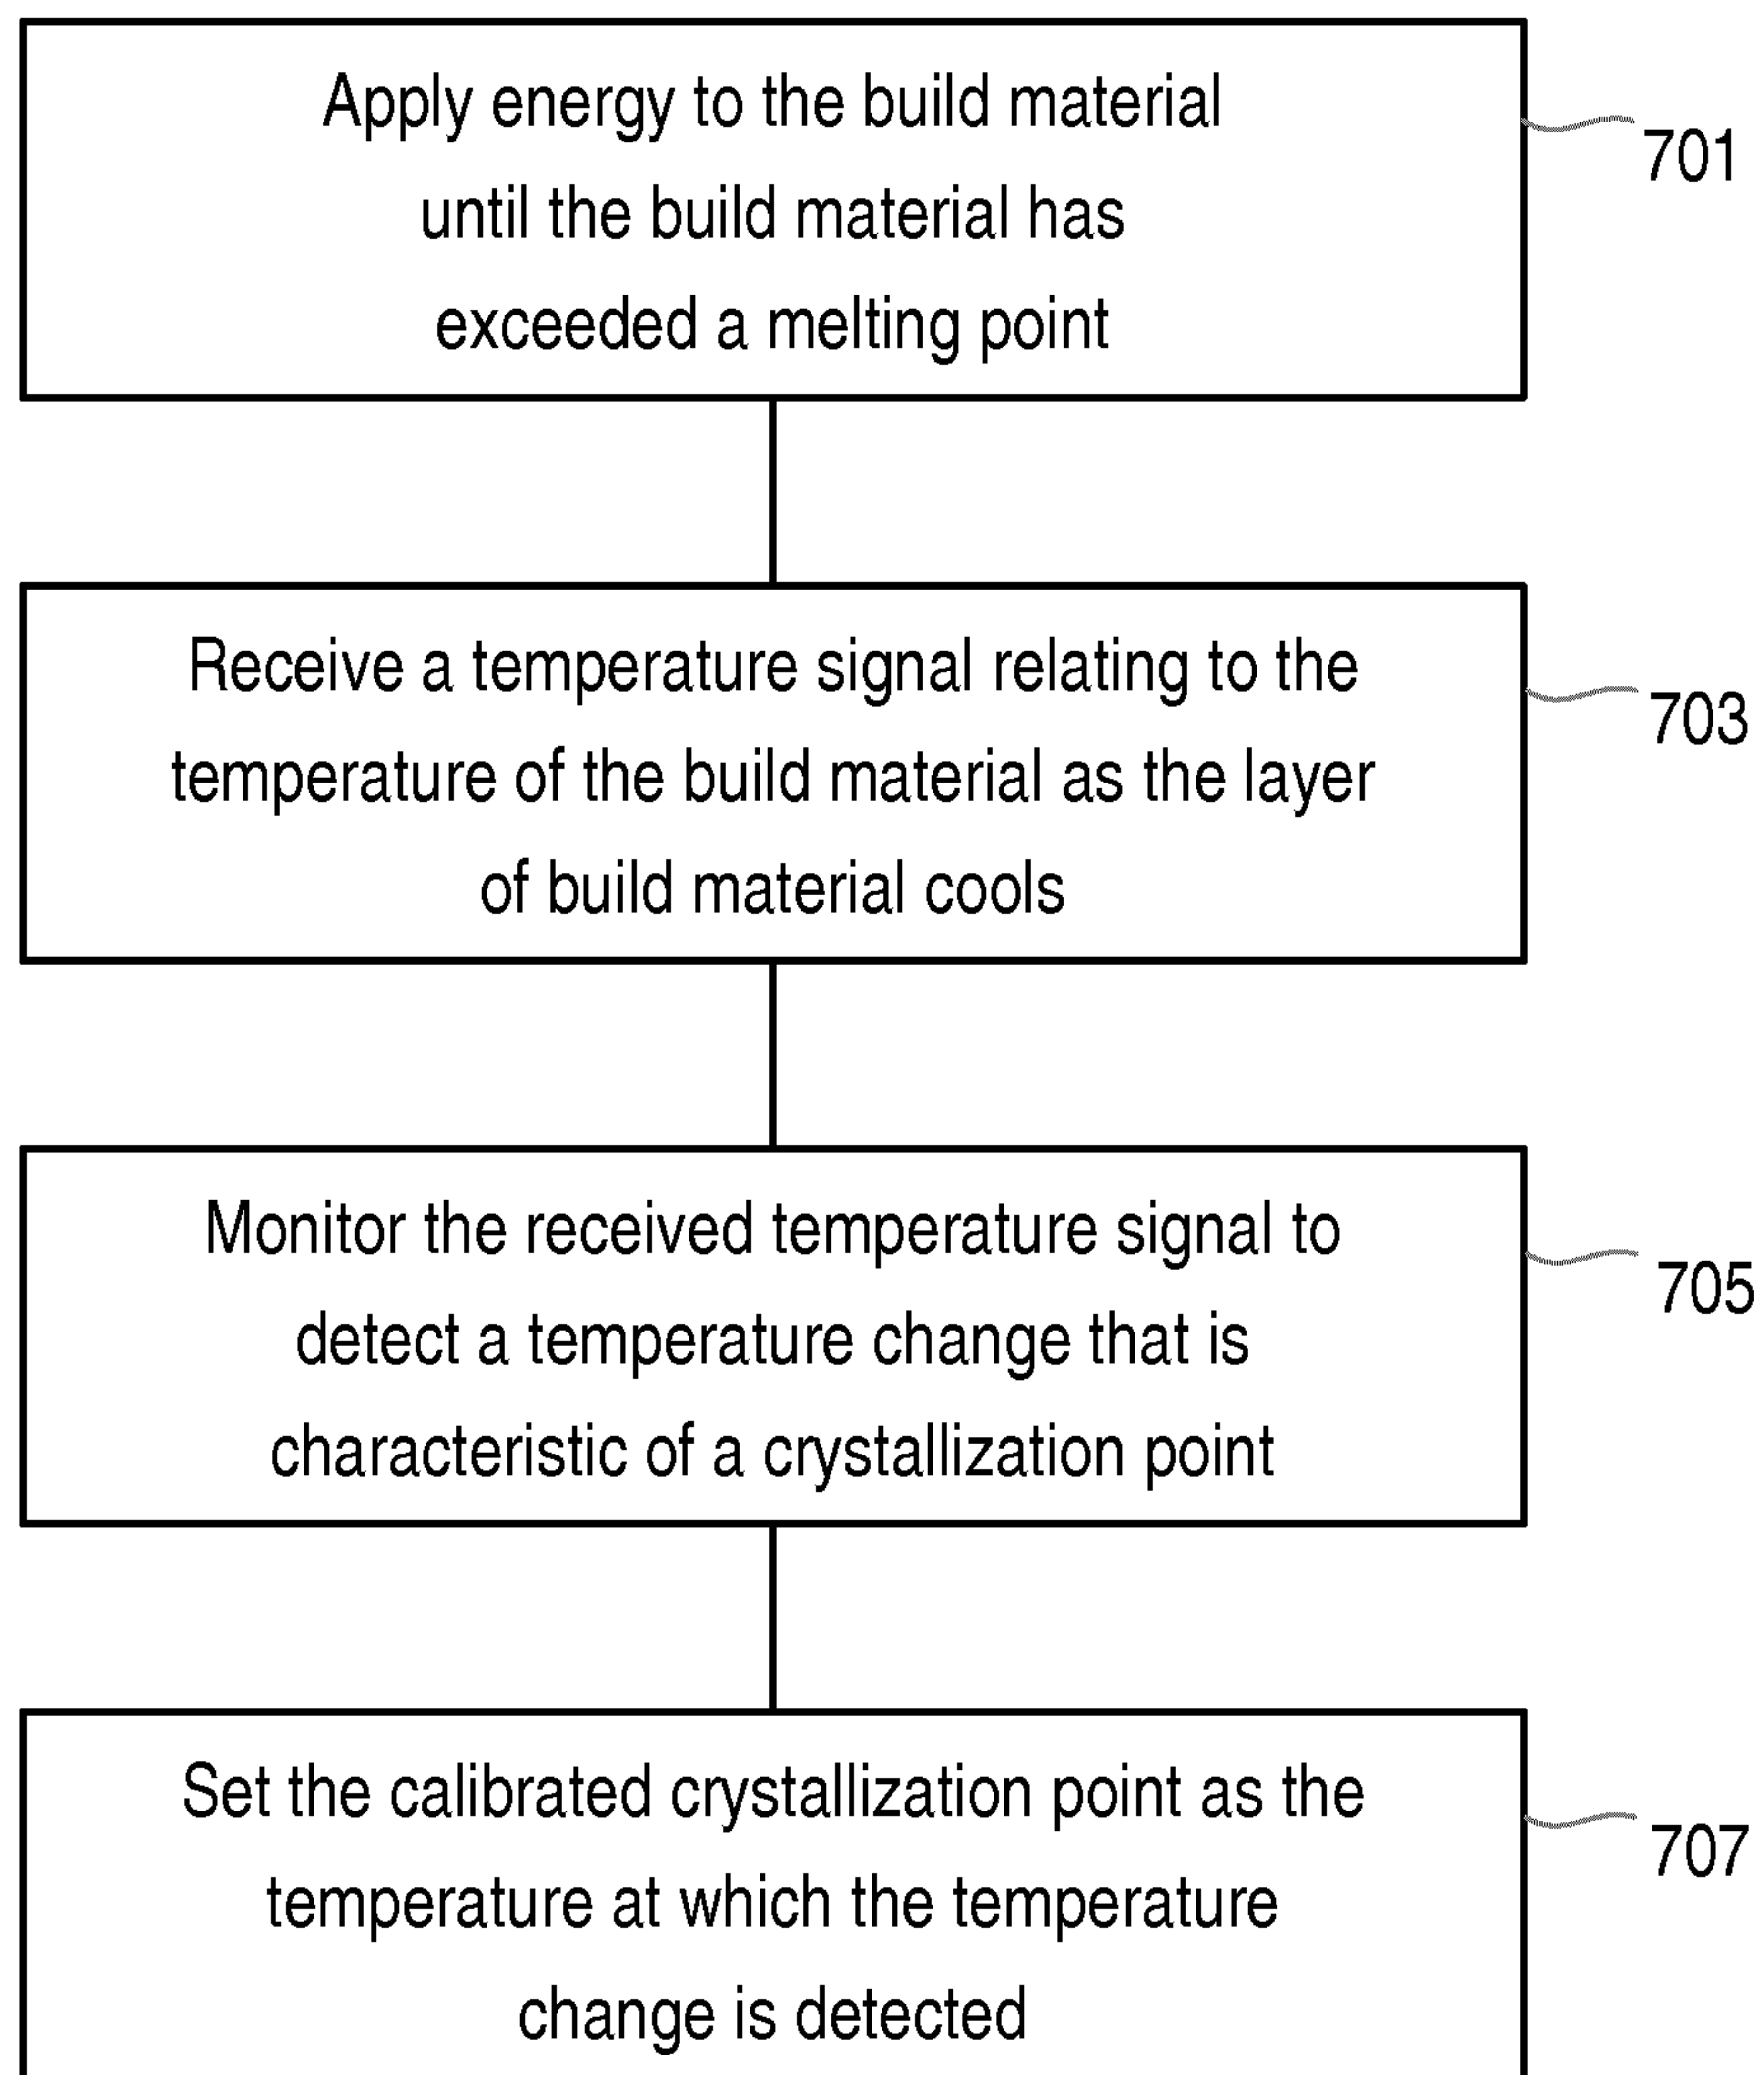 Apply energy to the build material
until the build material has
exceeded a melting point
701
Receive a temperature signal relating to the
temperature of the build material as the layer
of build material cools
703
Monitor the received temperature signal to
detect a temperature change that is
characteristic of a crystallization point
705
Set the calibrated crystallization point as the
temperature at which the temperature
change is detected
707